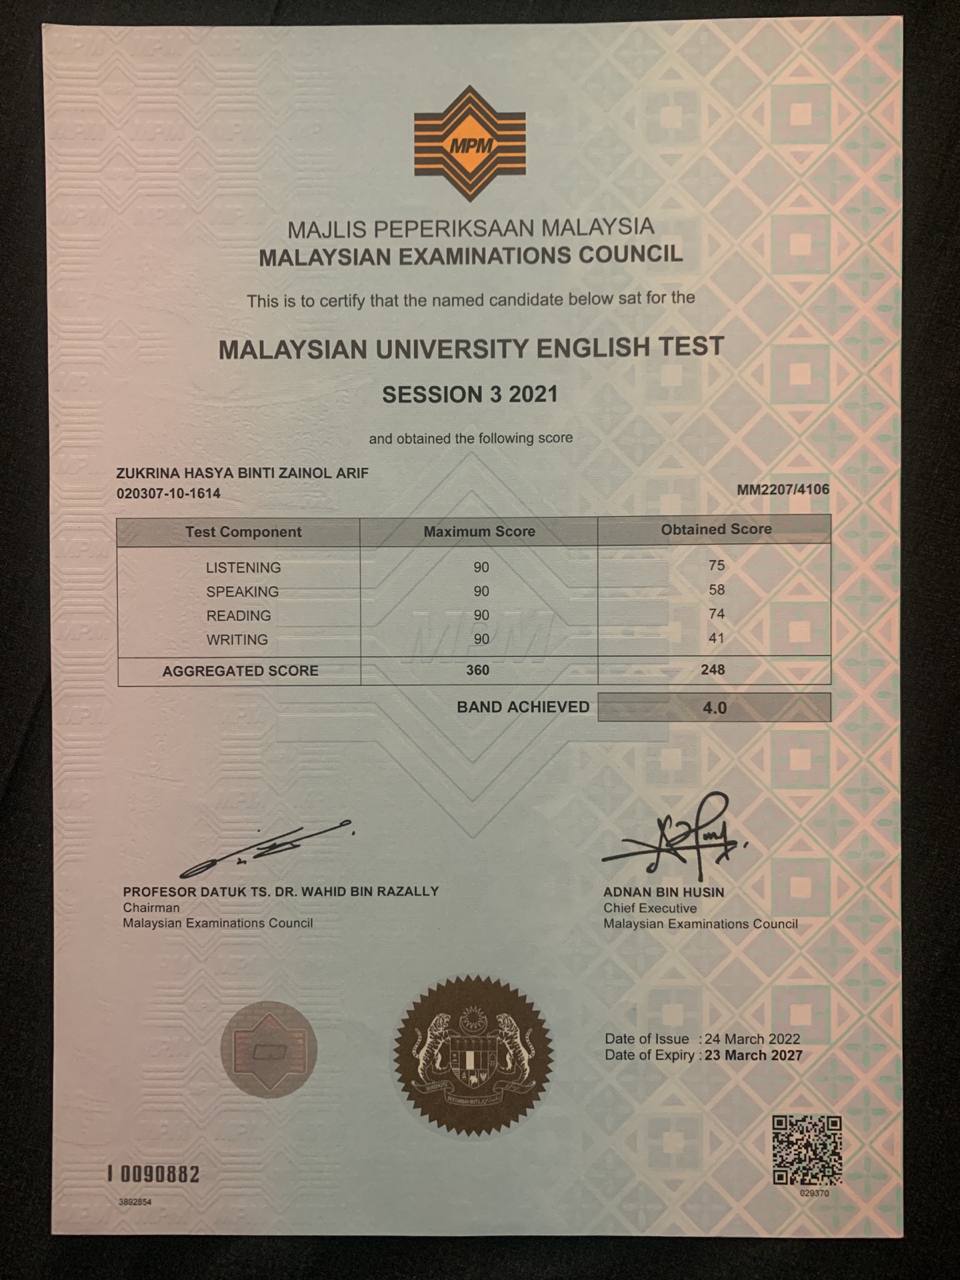 MPM
MAJLIS PEPERIKSAAN MALAYSIA
MALAYSIAN EXAMINATIONS COUNCIL
This is to certify that the named candidate below sat for the
MALAYSIAN UNIVERSITY ENGLISH TEST
SESSION 3 2021
and obtained the following score
ZUKRINA HASYA BINTI ZAINOL ARIF
020307-10-1614 MM2207/4106
Test Component Maximum Score Obtained Score
LISTENING 90 75
SPEAKING 90 58
READING 90 74
WRITING 90 41
AGGREGATED SCORE 360 248
BAND ACHIEVED 4.0
PROFESOR DATUK TS. DR. WAHID BIN RAZALLY
Chairman
Malaysian Examinations Council
ADNAN BIN HUSIN
Chief Executive
Malaysian Examinations Council
Date of Issue : 24 March 2022
Date of Expiry : 23 March 2027
I 0090882
3892854
029370